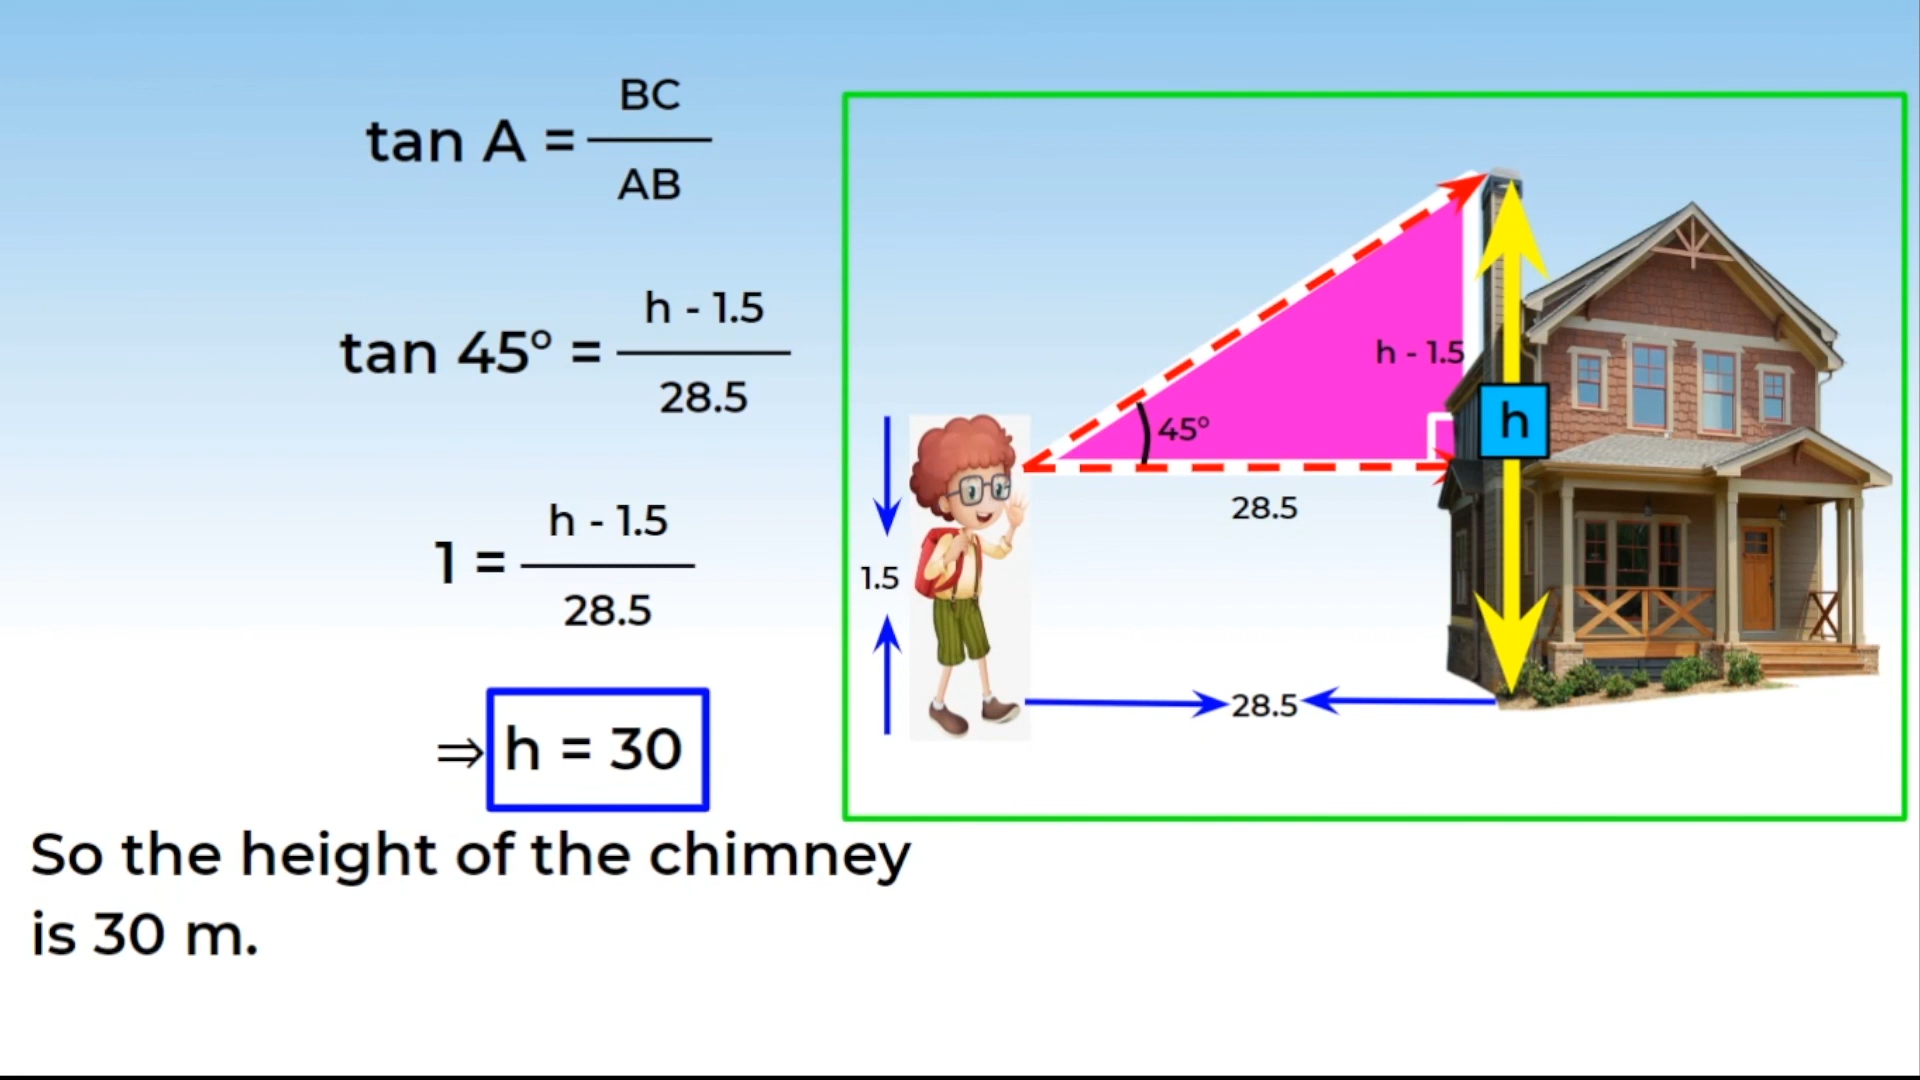 BC
tan A =
AB
h - 1.5
tan 45° =
28.5
h - 1.5
1 =
28.5
⇒ h = 30
So the height of the chimney
is 30 m.
h - 1.5
h
45°
28.5
1.5
28.5